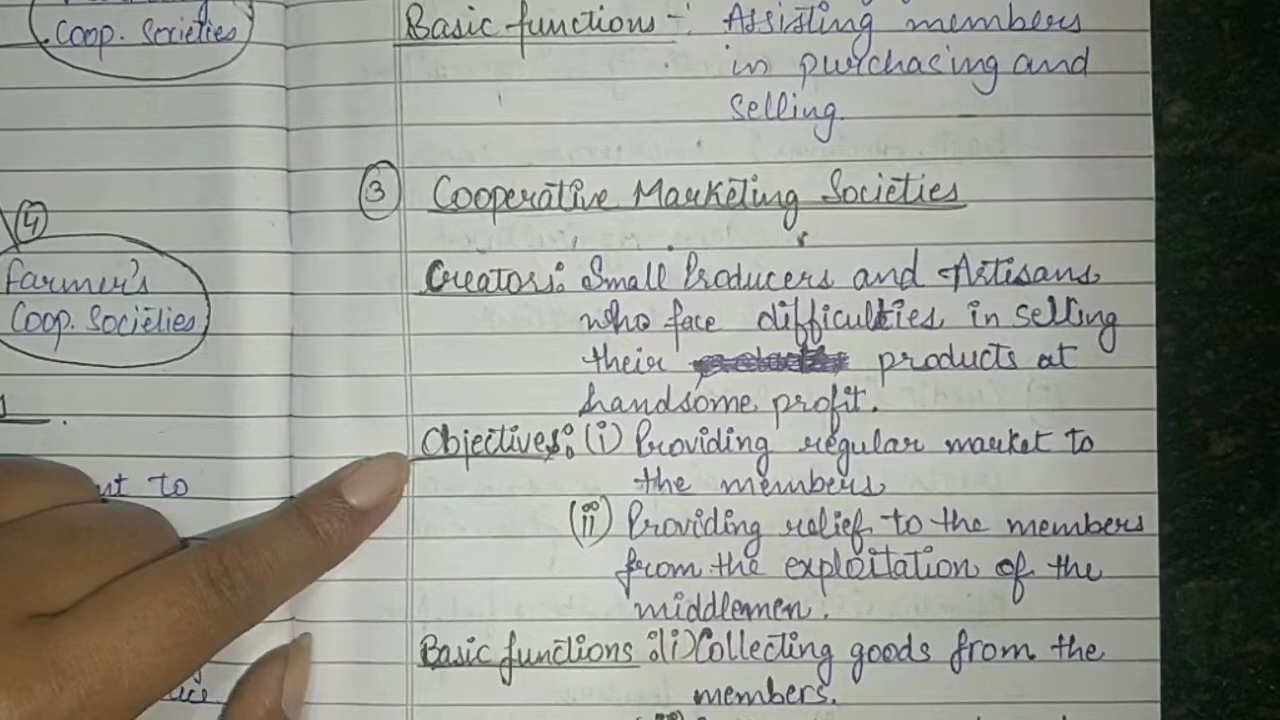 Coop. Societies
Basic functions :- Assisting members
in purchasing and
selling.
(3) Cooperative Marketing Societies
(4)
Farmer's
Coop. Societies
Creators: Small Producers and Artisans
who face difficulties in selling
their products at
handsome profit.
Objectives: (i) Providing regular market to
the members
to
(ii) Providing relief to the members
from the exploitation of the
middlemen.
Basic functions : (i) Collecting goods from the
members.